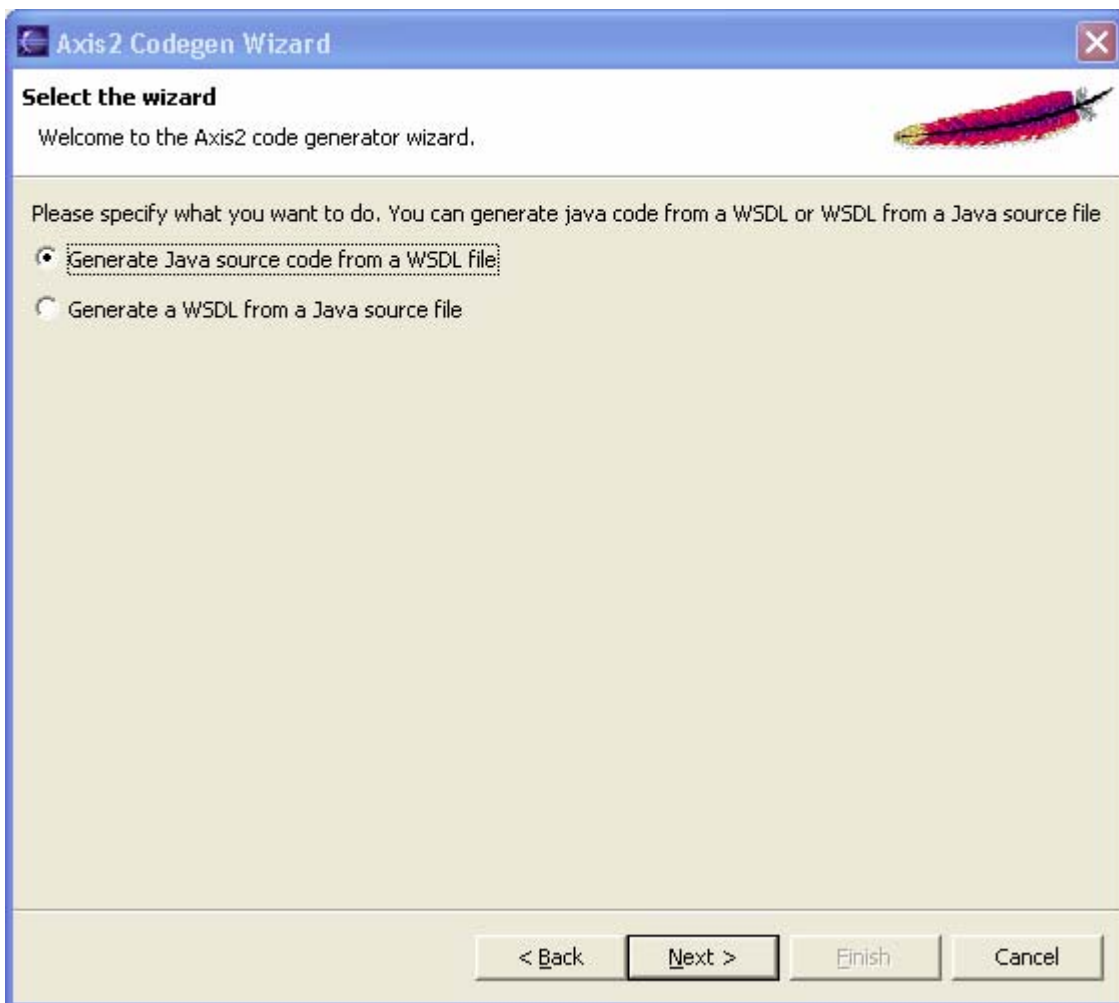 Axis2 Codegen Wizard
Select the wizard
Welcome to the Axis2 code generator wizard.
Please specify what you want to do. You can generate java code from a WSDL or WSDL from a Java source file
Generate Java source code from a WSDL file
Generate a WSDL from a Java source file
< Back Next > Finish Cancel